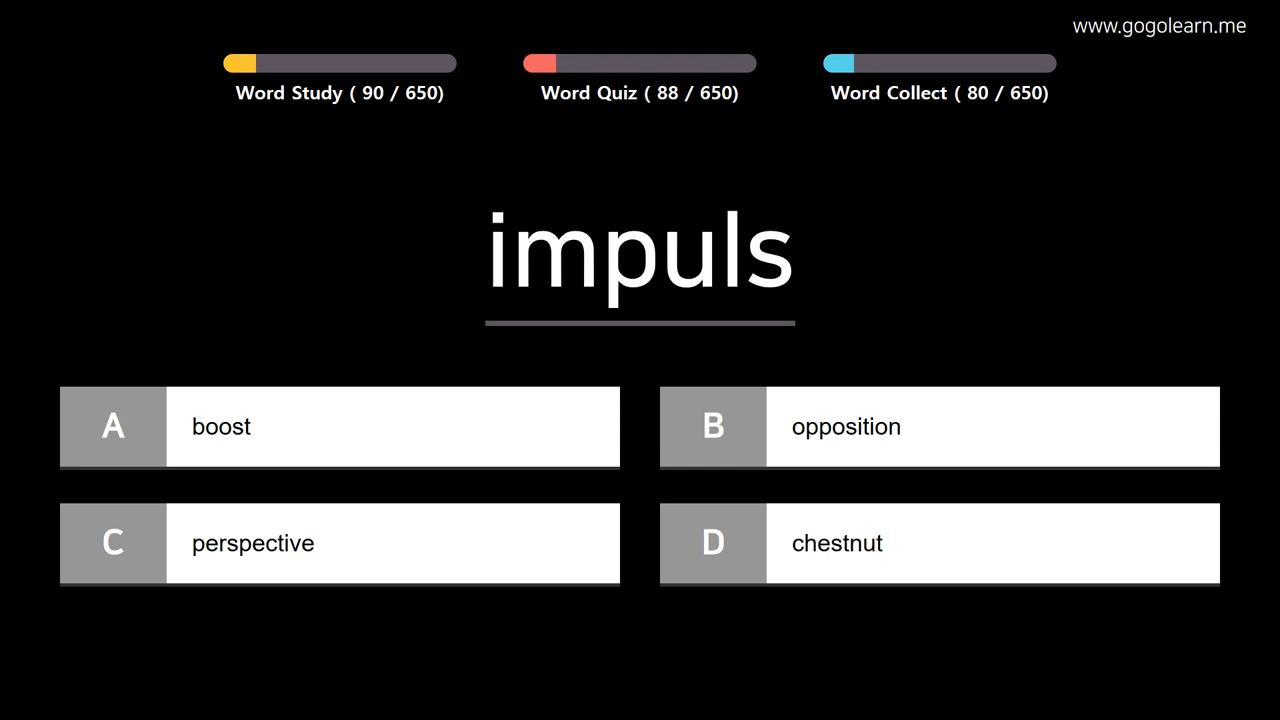 www.gogolearn.me
Word Study ( 90 / 650)
Word Quiz ( 88 / 650)
Word Collect ( 80 / 650)
impuls
A boost
B opposition
C perspective
D chestnut